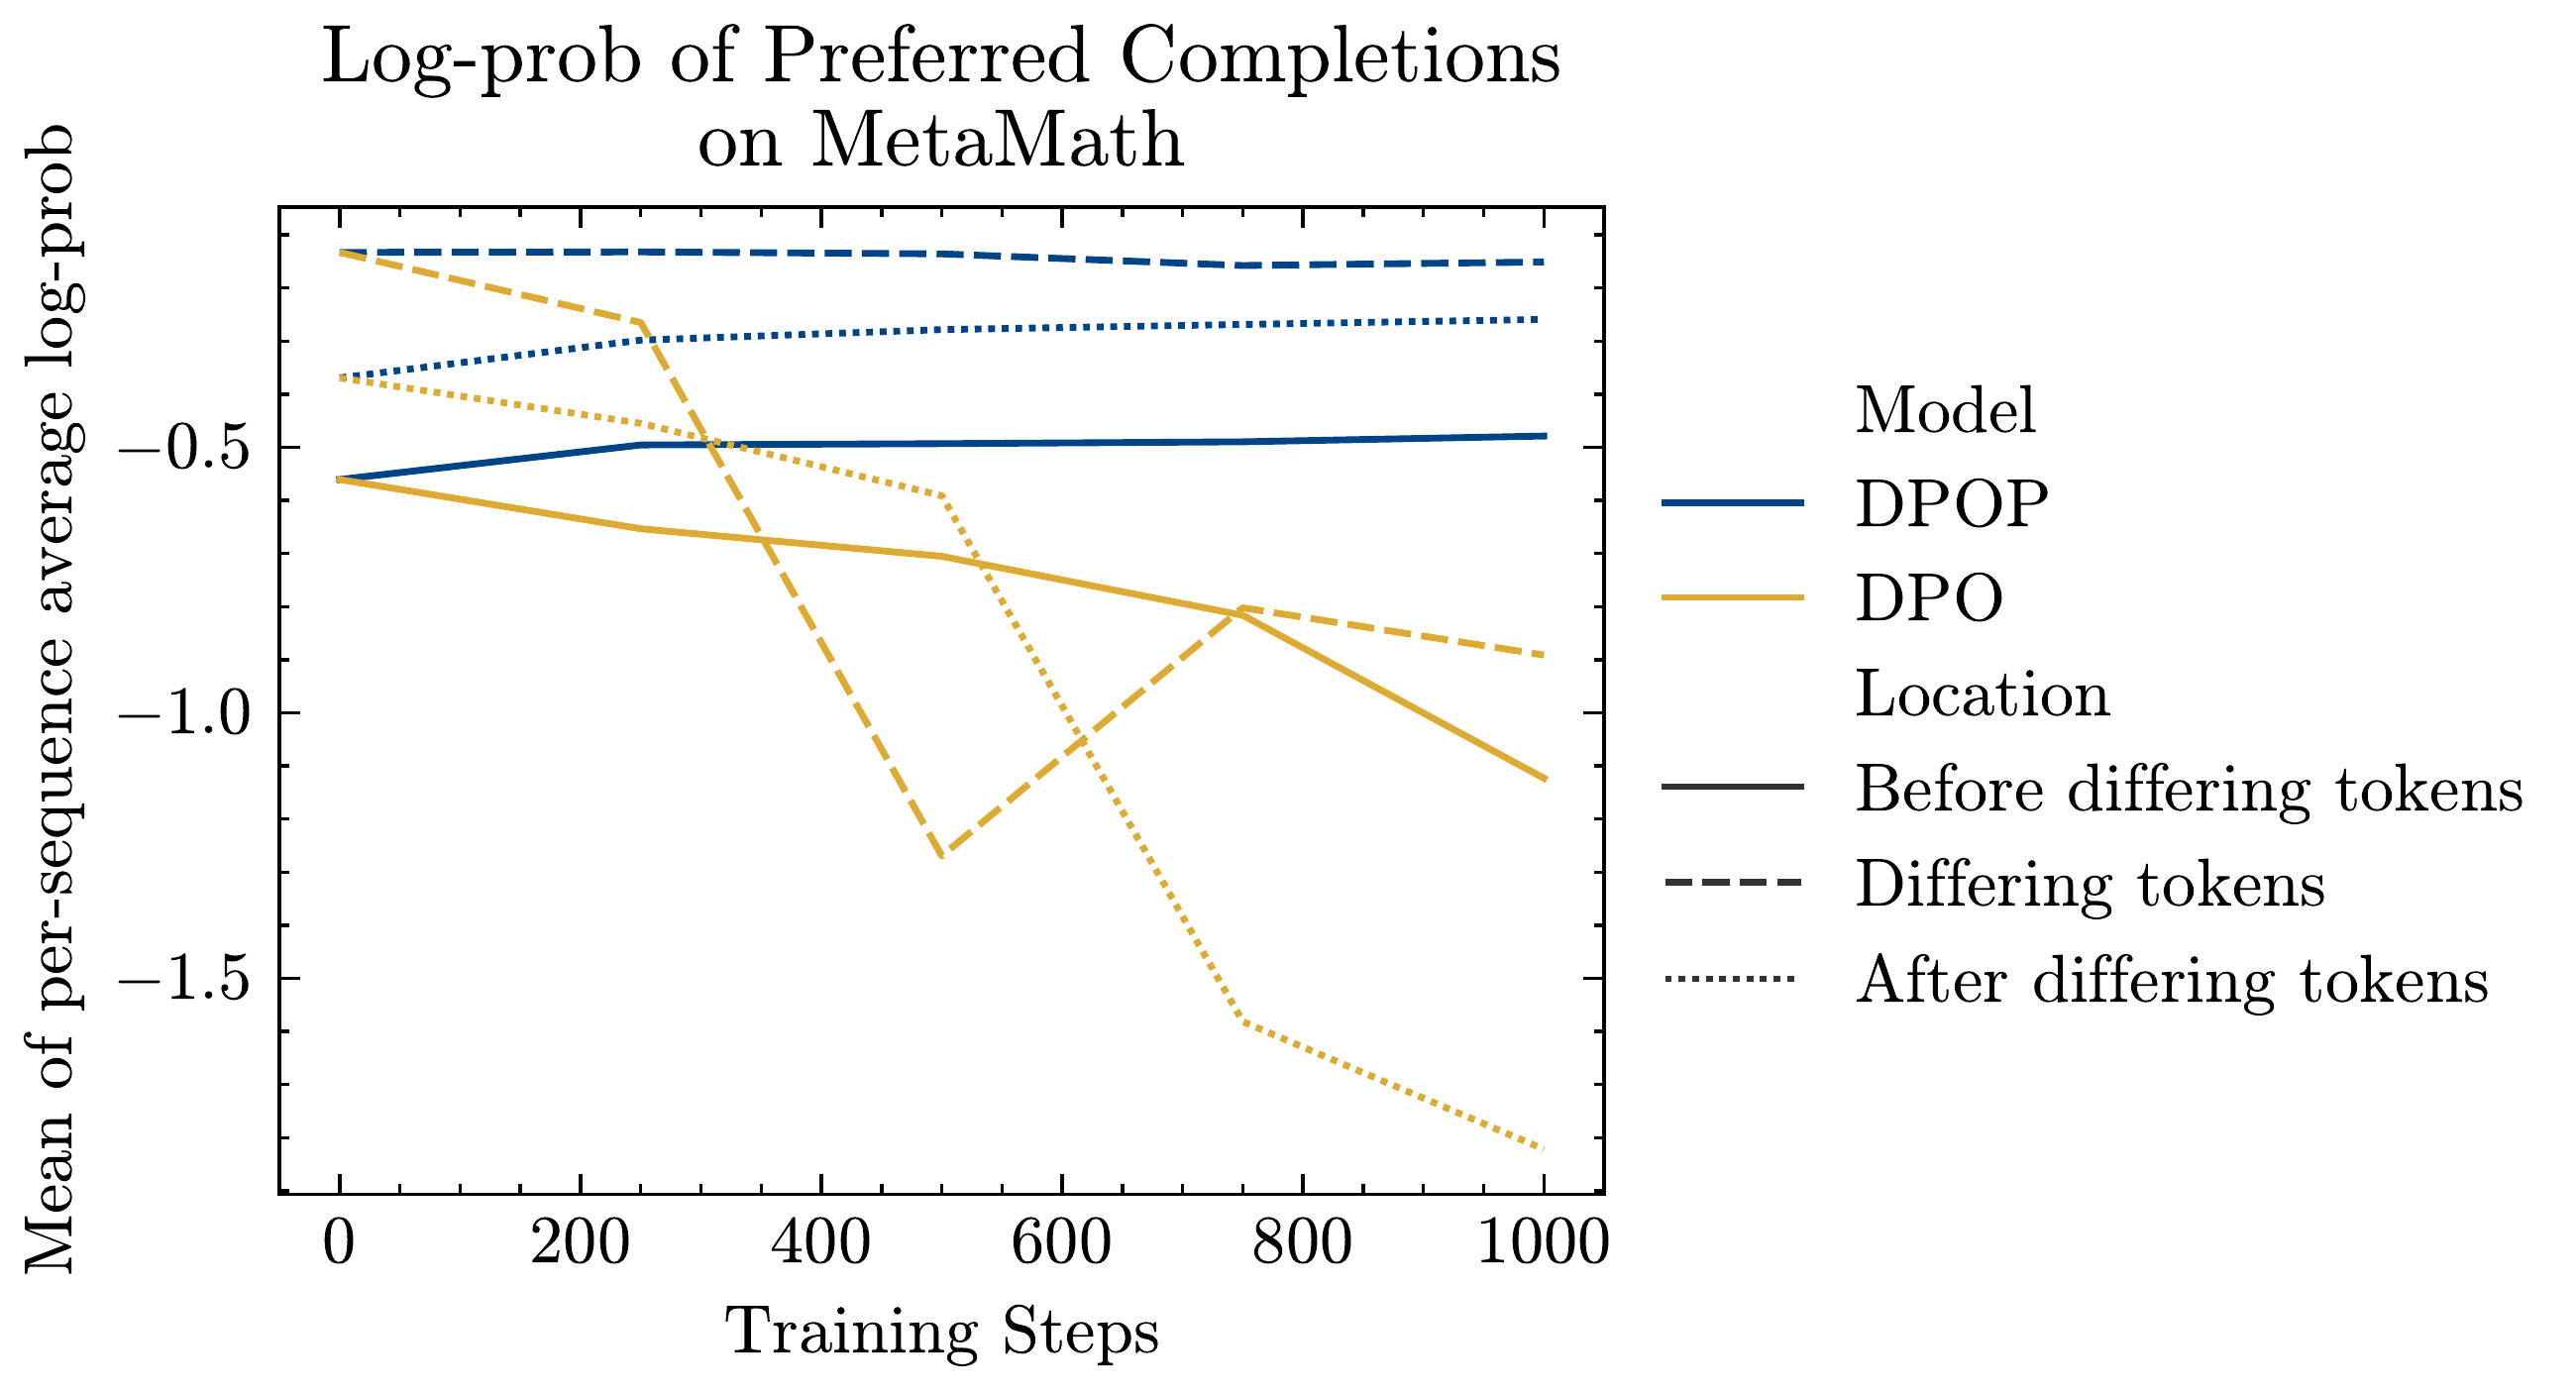 Log-prob of Preferred Completions
on MetaMath
Mean of per-sequence average log-prob
−0.5
−1.0
−1.5
0 200 400 600 800 1000
Training Steps
Model
DPOP
DPO
Location
Before differing tokens
Differing tokens
After differing tokens